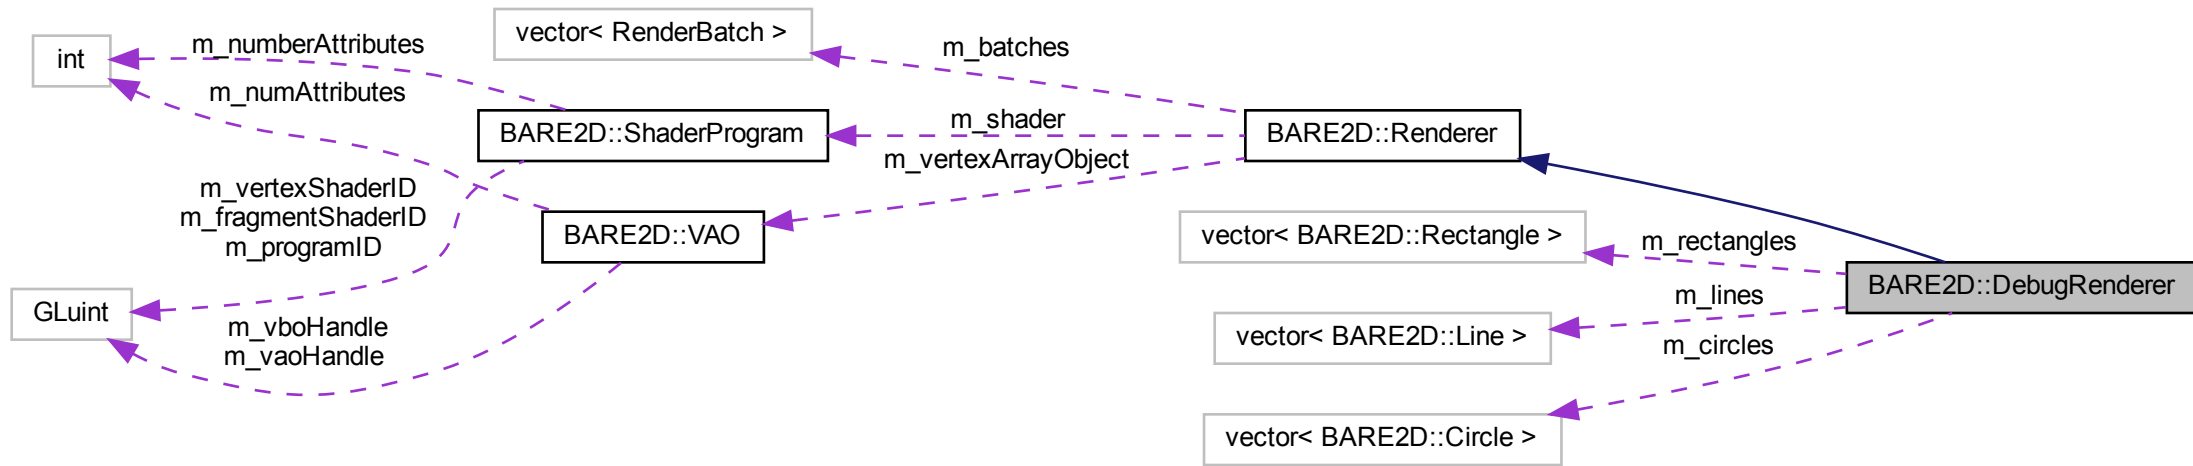 vector< RenderBatch >
m_numberAttributes
m_batches
int
m_numAttributes
m_shader
BARE2D::ShaderProgram
BARE2D::Renderer
m_vertexArrayObject
m_vertexShaderID
m_fragmentShaderID
m_programID
BARE2D::VAO
vector< BARE2D::Rectangle >
m_rectangles
BARE2D::DebugRenderer
GLuint
m_lines
m_vboHandle
m_vaoHandle
vector< BARE2D::Line >
m_circles
vector< BARE2D::Circle >